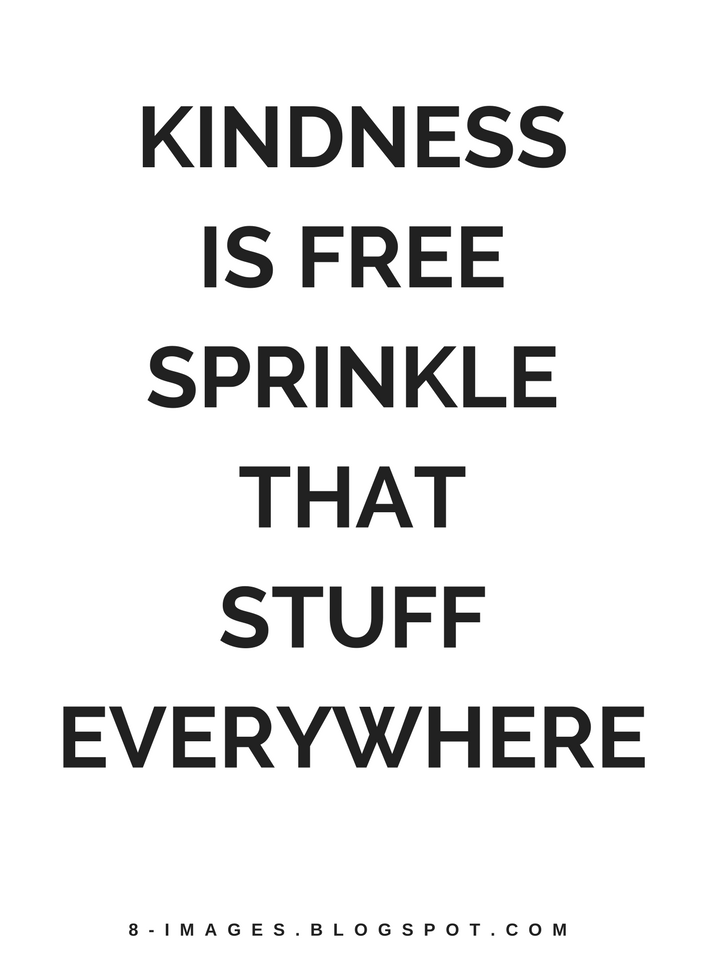 KINDNESS
IS FREE
SPRINKLE
THAT
STUFF
EVERYWHERE
8-IMAGES.BLOGSPOT.COM